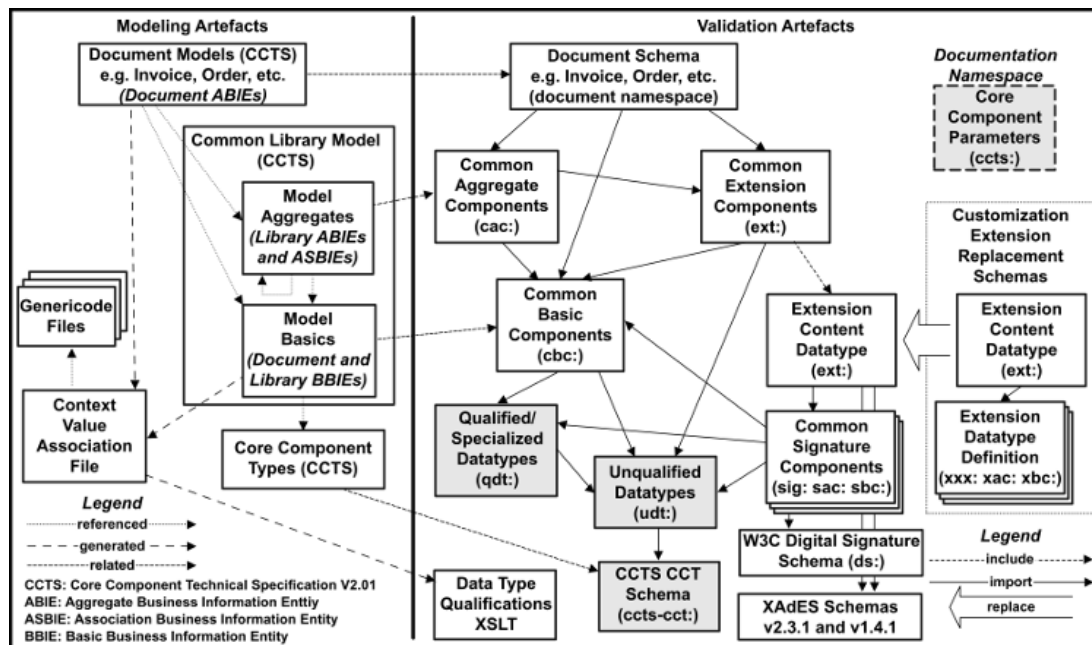 Modeling Artefacts
Document Models (CCTS)
e.g. Invoice, Order, etc.
(Document ABIEs)
Common Library Model
(CCTS)
Model
Aggregates
(Library ABIEs
and ASBIEs)
Model
Basics
(Document and
Library BBIEs)
Genericode
Files
Context
Value
Association
File
Core Component
Types (CCTS)
Legend
referenced
generated
related
CCTS: Core Component Technical Specification V2.01
ABIE: Aggregate Business Information Enttiy
ASBIE: Association Business Information Entity
BBIE: Basic Business Information Entity
Validation Artefacts
Document Schema
e.g. Invoice, Order, etc.
(document namespace)
Common
Aggregate
Components
(cac:)
Common
Extension
Components
(ext:)
Common
Basic
Components
(cbc:)
Extension
Content
Datatype
(ext:)
Qualified/
Specialized
Datatypes
(qdt:)
Unqualified
Datatypes
(udt:)
Common
Signature
Components
(sig: sac: sbc:)
W3C Digital Signature
Schema (ds:)
XAdES Schemas
v2.3.1 and v1.4.1
Data Type
Qualifications
XSLT
CCTS CCT
Schema
(ccts-cct:)
Documentation
Namespace
Core
Component
Parameters
(ccts:)
Customization
Extension
Replacement
Schemas
Extension
Content
Datatype
(ext:)
Extension
Datatype
Definition
(xxx: xac: xbc:)
Legend
include
import
replace